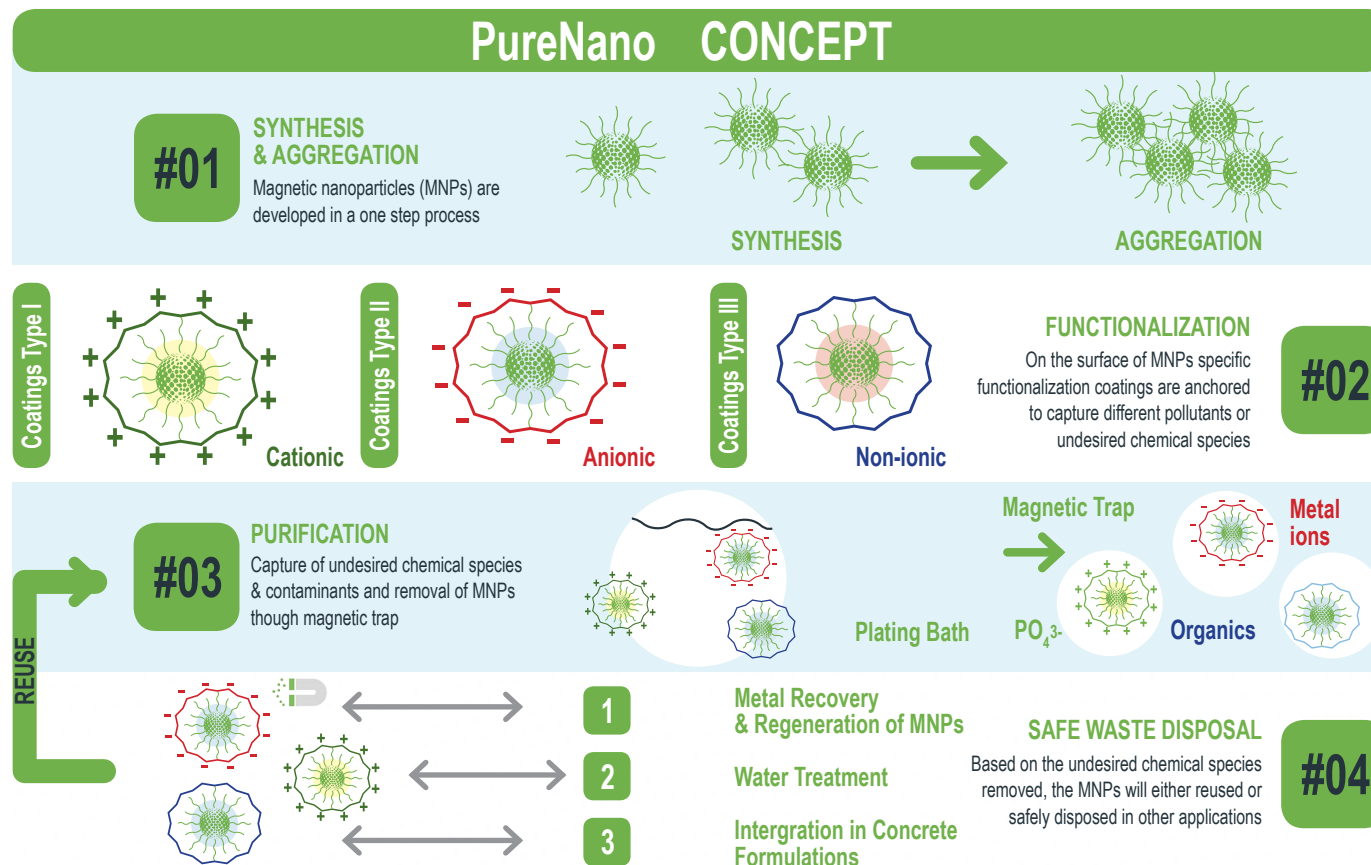 PureNano CONCEPT
#01
SYNTHESIS
& AGGREGATION
Magnetic nanoparticles (MNPs) are
developed in a one step process
SYNTHESIS
AGGREGATION
Coatings Type I
Cationic
Coatings Type II
Anionic
Coatings Type III
Non-ionic
FUNCTIONALIZATION
On the surface of MNPs specific
functionalization coatings are anchored
to capture different pollutants or
undesired chemical species
#02
#03
PURIFICATION
Capture of undesired chemical species
& contaminants and removal of MNPs
though magnetic trap
Plating Bath
Magnetic Trap
PO₄³⁻
Organics
Metal
ions
REUSE
1
Metal Recovery
& Regeneration of MNPs
2
Water Treatment
3
Intergration in Concrete
Formulations
SAFE WASTE DISPOSAL
Based on the undesired chemical species
removed, the MNPs will either reused or
safely disposed in other applications
#04